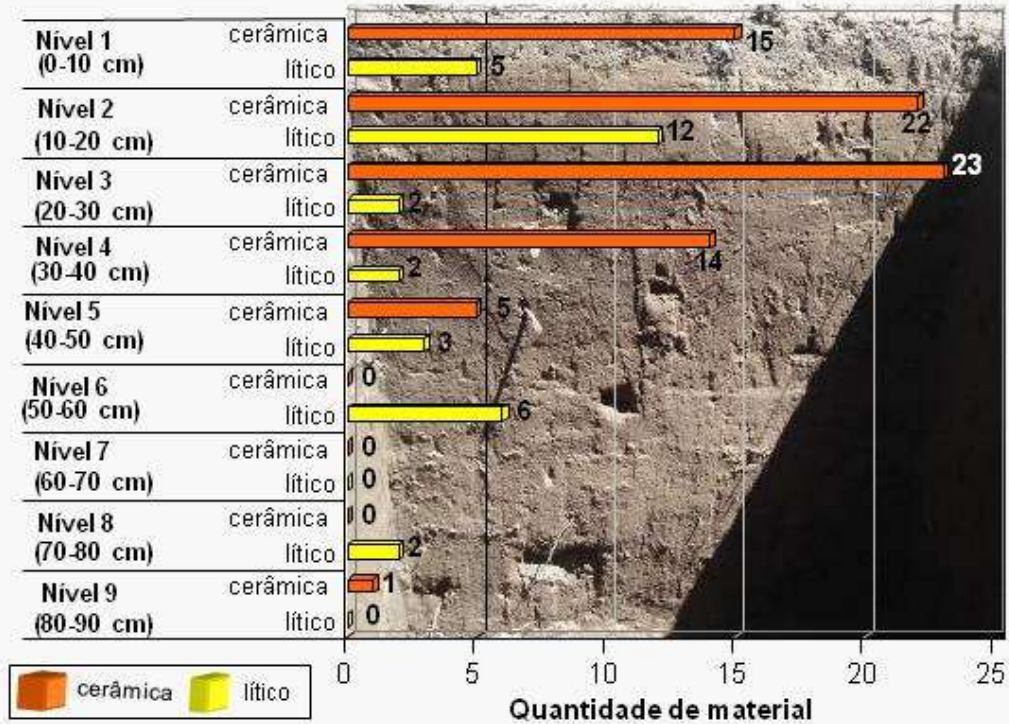 Nível 1
(0-10 cm)
cerâmica
15
lítico
5
Nível 2
(10-20 cm)
cerâmica
22
lítico
12
Nível 3
(20-30 cm)
cerâmica
23
lítico
2
Nível 4
(30-40 cm)
cerâmica
14
lítico
2
Nível 5
(40-50 cm)
cerâmica
5
lítico
3
Nível 6
(50-60 cm)
cerâmica
0
lítico
6
Nível 7
(60-70 cm)
cerâmica
0
lítico
0
Nível 8
(70-80 cm)
cerâmica
0
lítico
2
Nível 9
(80-90 cm)
cerâmica
1
lítico
0
0 5 10 15 20 25
Quantidade de material
cerâmica lítico